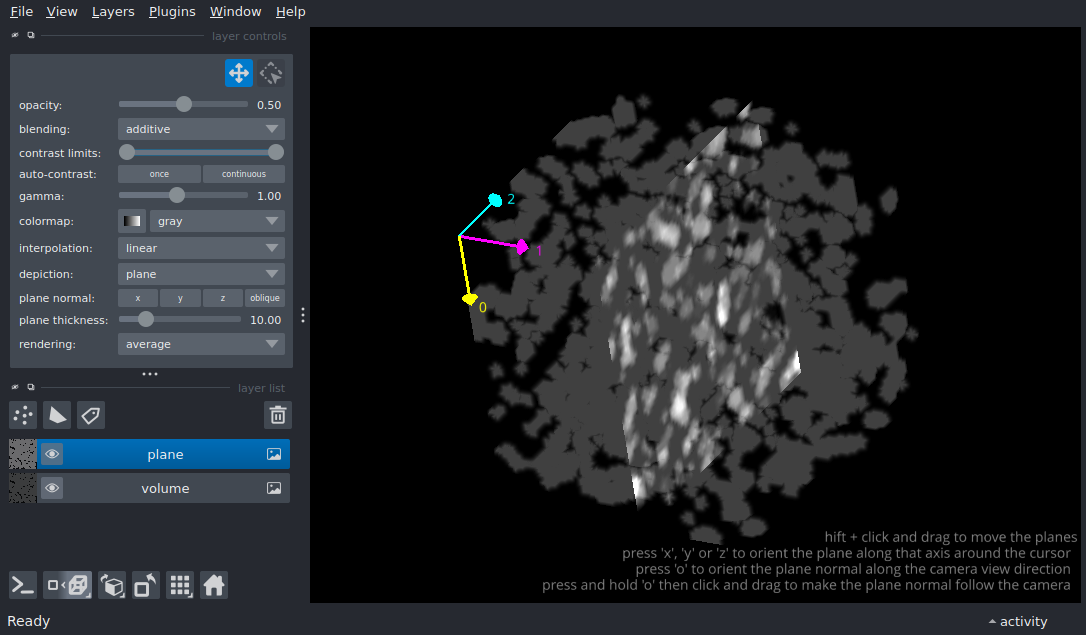 File View Layers Plugins Window Help
layer controls
opacity: 0.50
blending: additive
contrast limits:
auto-contrast: once continuous
gamma: 1.00
colormap: gray
interpolation: linear
depiction: plane
plane normal: x y z oblique
plane thickness: 10.00
rendering: average
layer list
plane
volume
2
1
0
hift + click and drag to move the planes
press 'x', 'y' or 'z' to orient the plane along that axis around the cursor
press 'o' to orient the plane normal along the camera view direction
press and hold 'o' then click and drag to make the plane normal follow the camera
Ready activity